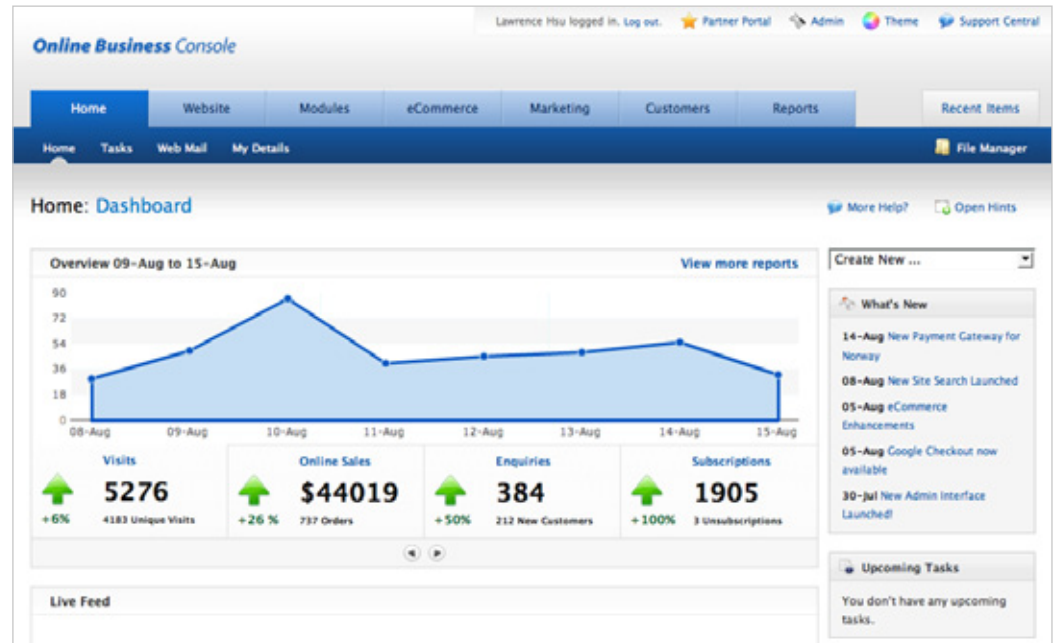 Lawrence Hsu logged in. Log out. Partner Portal Admin Theme Support Central
Online Business Console
Home Website Modules eCommerce Marketing Customers Reports Recent Items
Home Tasks Web Mail My Details File Manager
Home: Dashboard
More Help? Open Hints
Overview 09-Aug to 15-Aug View more reports
90
72
54
36
18
0
08-Aug 09-Aug 10-Aug 11-Aug 12-Aug 13-Aug 14-Aug 15-Aug
Visits Online Sales Enquiries Subscriptions
5276 $44019 384 1905
+6% 4183 Unique Visits +26 % 737 Orders +50% 212 New Customers +100% 3 Unsubscriptions
Live Feed
Create New ...
What's New
14-Aug New Payment Gateway for
Norway
08-Aug New Site Search Launched
05-Aug eCommerce
Enhancements
05-Aug Google Checkout now
available
30-Jul New Admin Interface
Launched!
Upcoming Tasks
You don't have any upcoming
tasks.